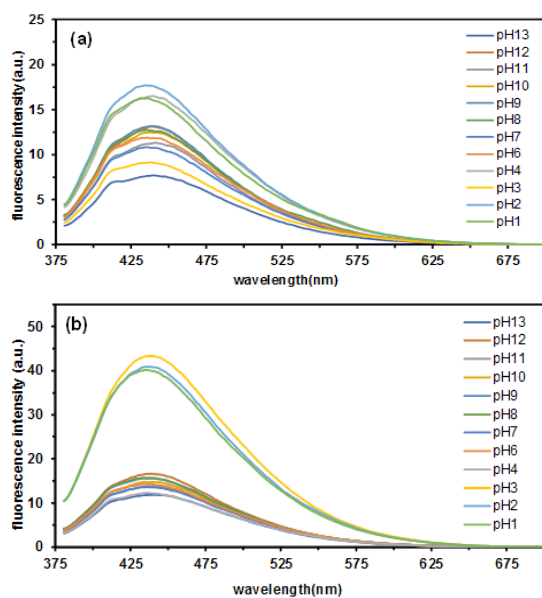 (a)
fluorescence intensity (a.u.)
25
20
15
10
5
0
375 425 475 525 575 625 675
wavelength(nm)
pH13
pH12
pH11
pH10
pH9
pH8
pH7
pH6
pH4
pH3
pH2
pH1
(b)
fluorescence intensity (a.u.)
50
40
30
20
10
0
375 425 475 525 575 625 675
wavelength(nm)
pH13
pH12
pH11
pH10
pH9
pH8
pH7
pH6
pH4
pH3
pH2
pH1